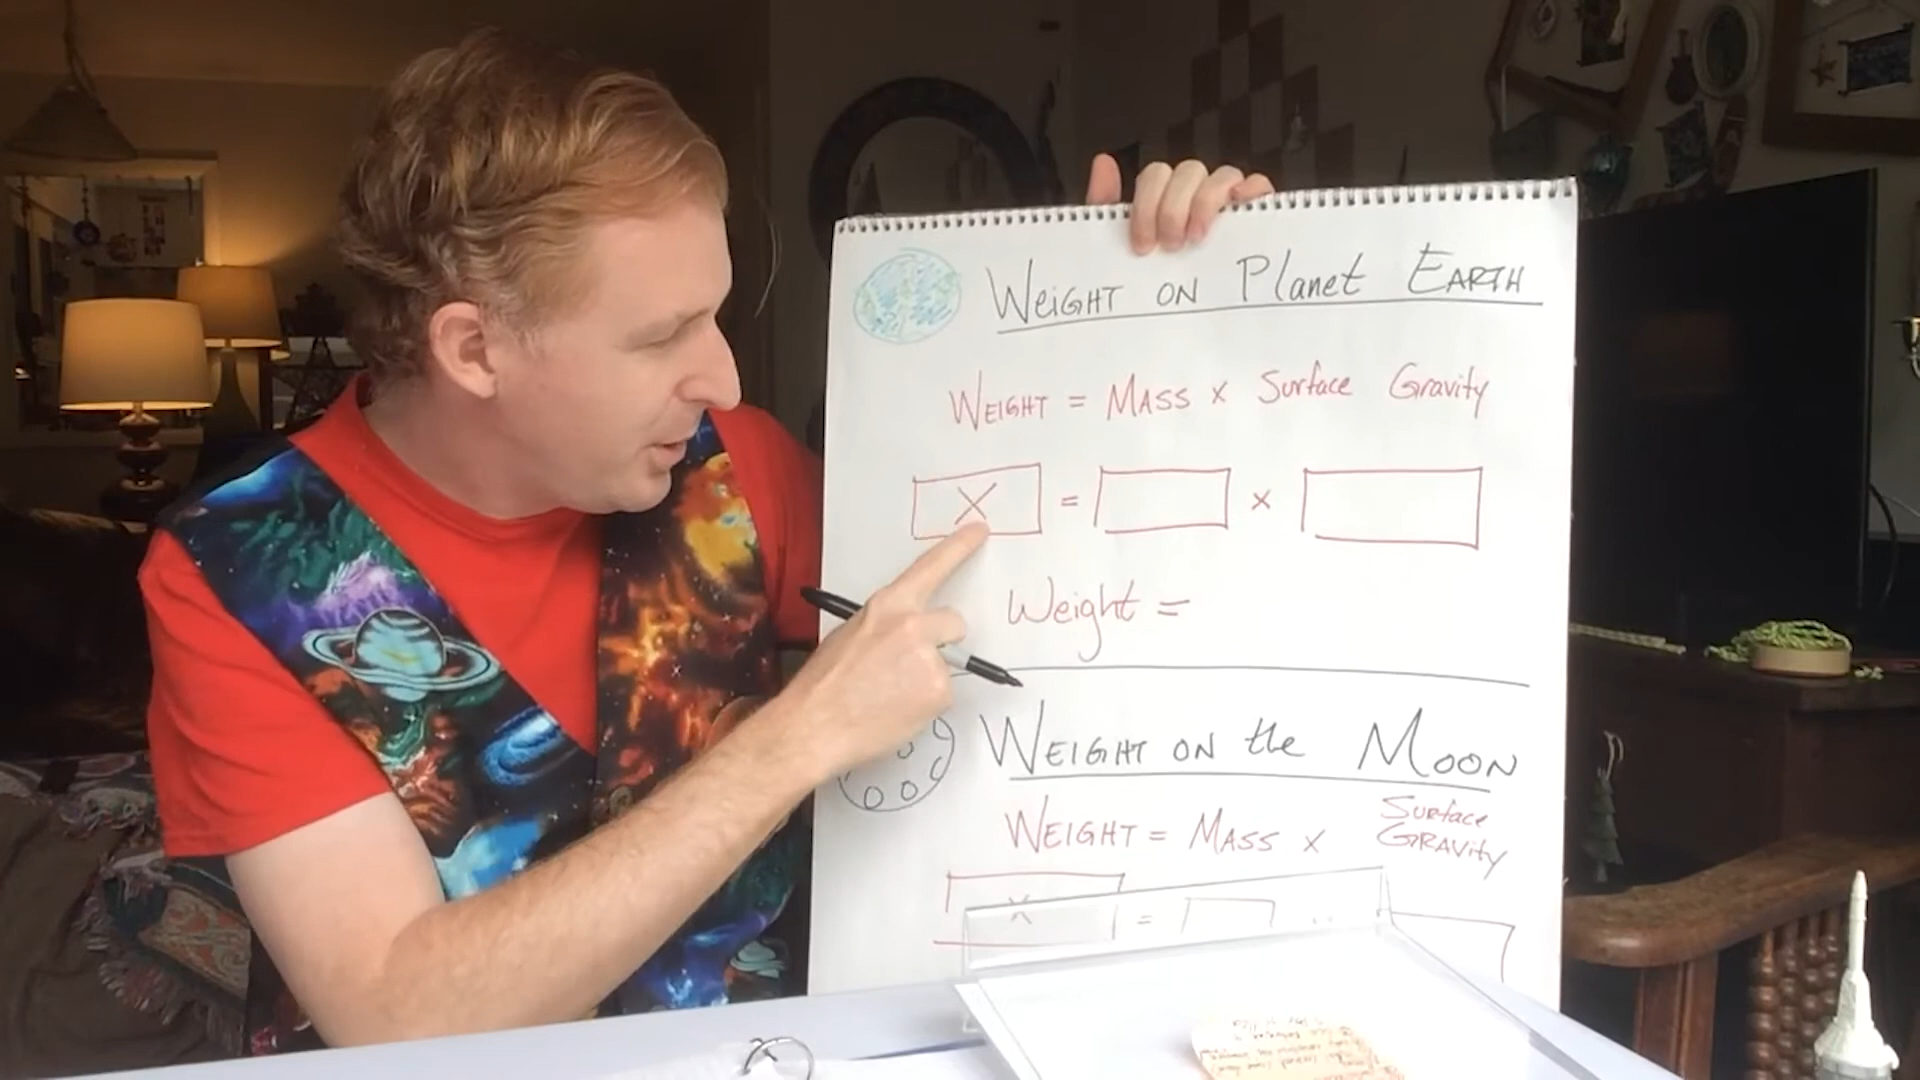 Weight on Planet Earth
Weight = Mass x Surface Gravity
X = x
Weight =
Weight on the Moon
Weight = Mass x Surface Gravity
x =